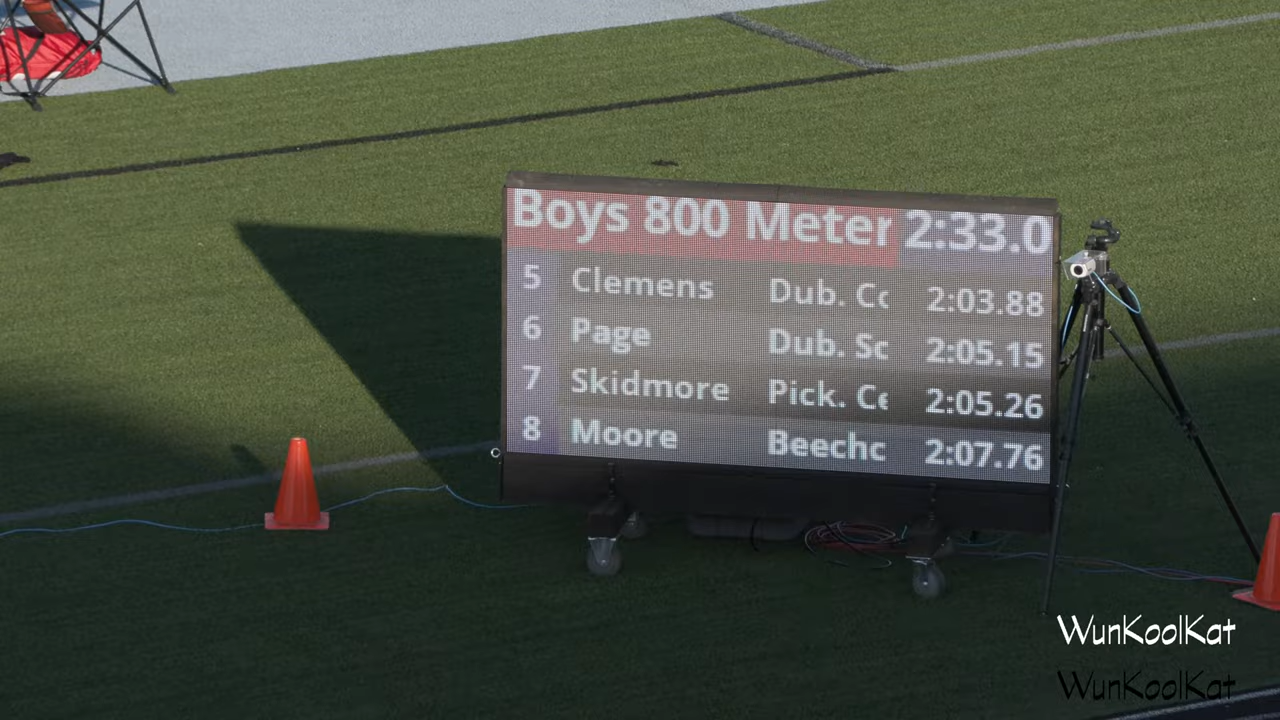 Boys 800 Meter 2:33.0
5 Clemens Dub. Cc 2:03.88
6 Page Dub. Sc 2:05.15
7 Skidmore Pick. Ce 2:05.26
8 Moore Beechc 2:07.76
WunKoolKat
WunKoolKat